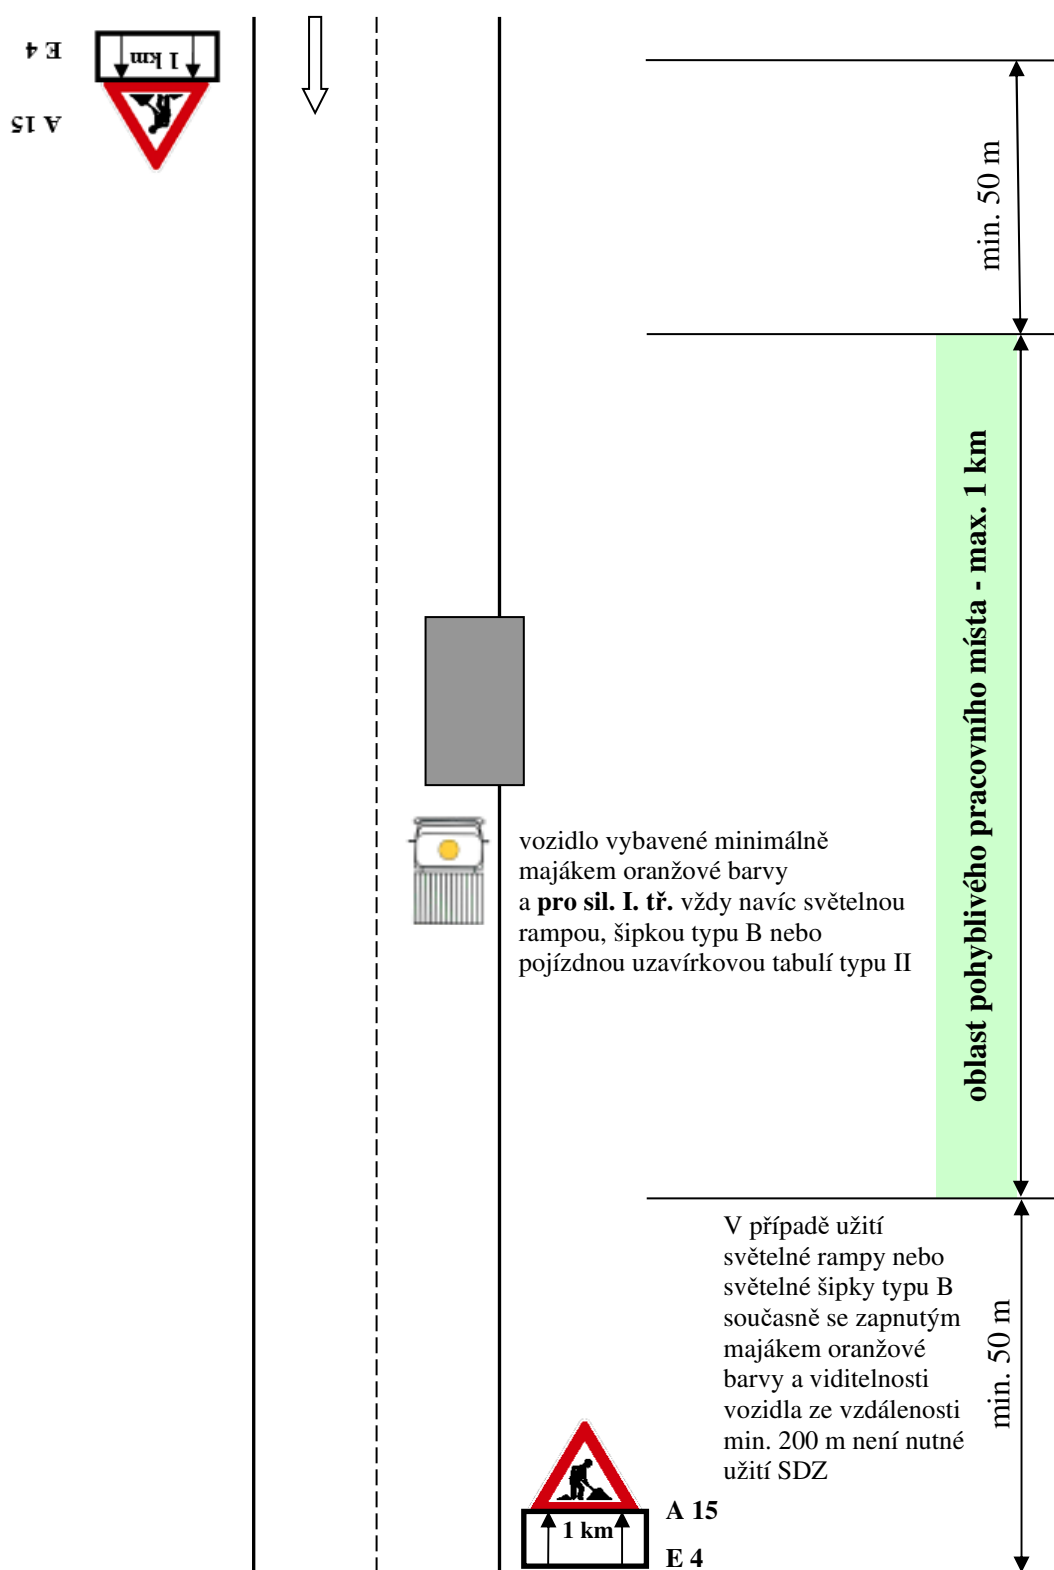 E 4
1 km
A 15
min. 50 m
oblast pohyblivého pracovního místa - max. 1 km
vozidlo vybavené minimálně
majákem oranžové barvy
a pro sil. I. tř. vždy navíc světelnou
rampou, šipkou typu B nebo
pojízdnou uzavírkovou tabulí typu II
V případě užití
světelné rampy nebo
světelné šipky typu B
současně se zapnutým
majákem oranžové
barvy a viditelnosti
vozidla ze vzdálenosti
min. 200 m není nutné
užití SDZ
min. 50 m
A 15
1 km
E 4